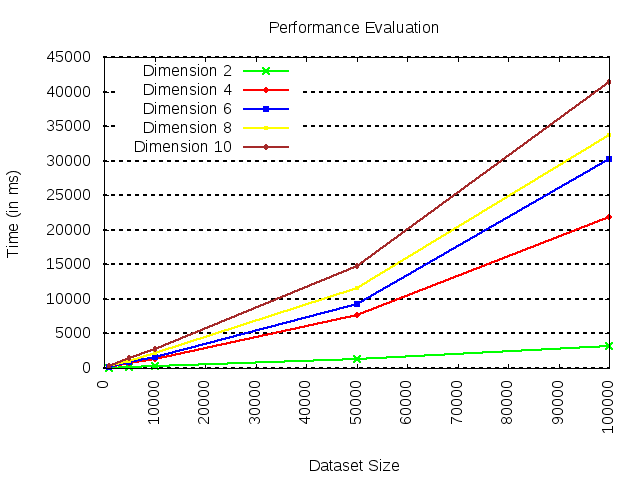 Performance Evaluation
45000
40000
35000
30000
25000
20000
15000
10000
5000
0
Time (in ms)
Dimension 2
Dimension 4
Dimension 6
Dimension 8
Dimension 10
0
10000
20000
30000
40000
50000
60000
70000
80000
90000
100000
Dataset Size